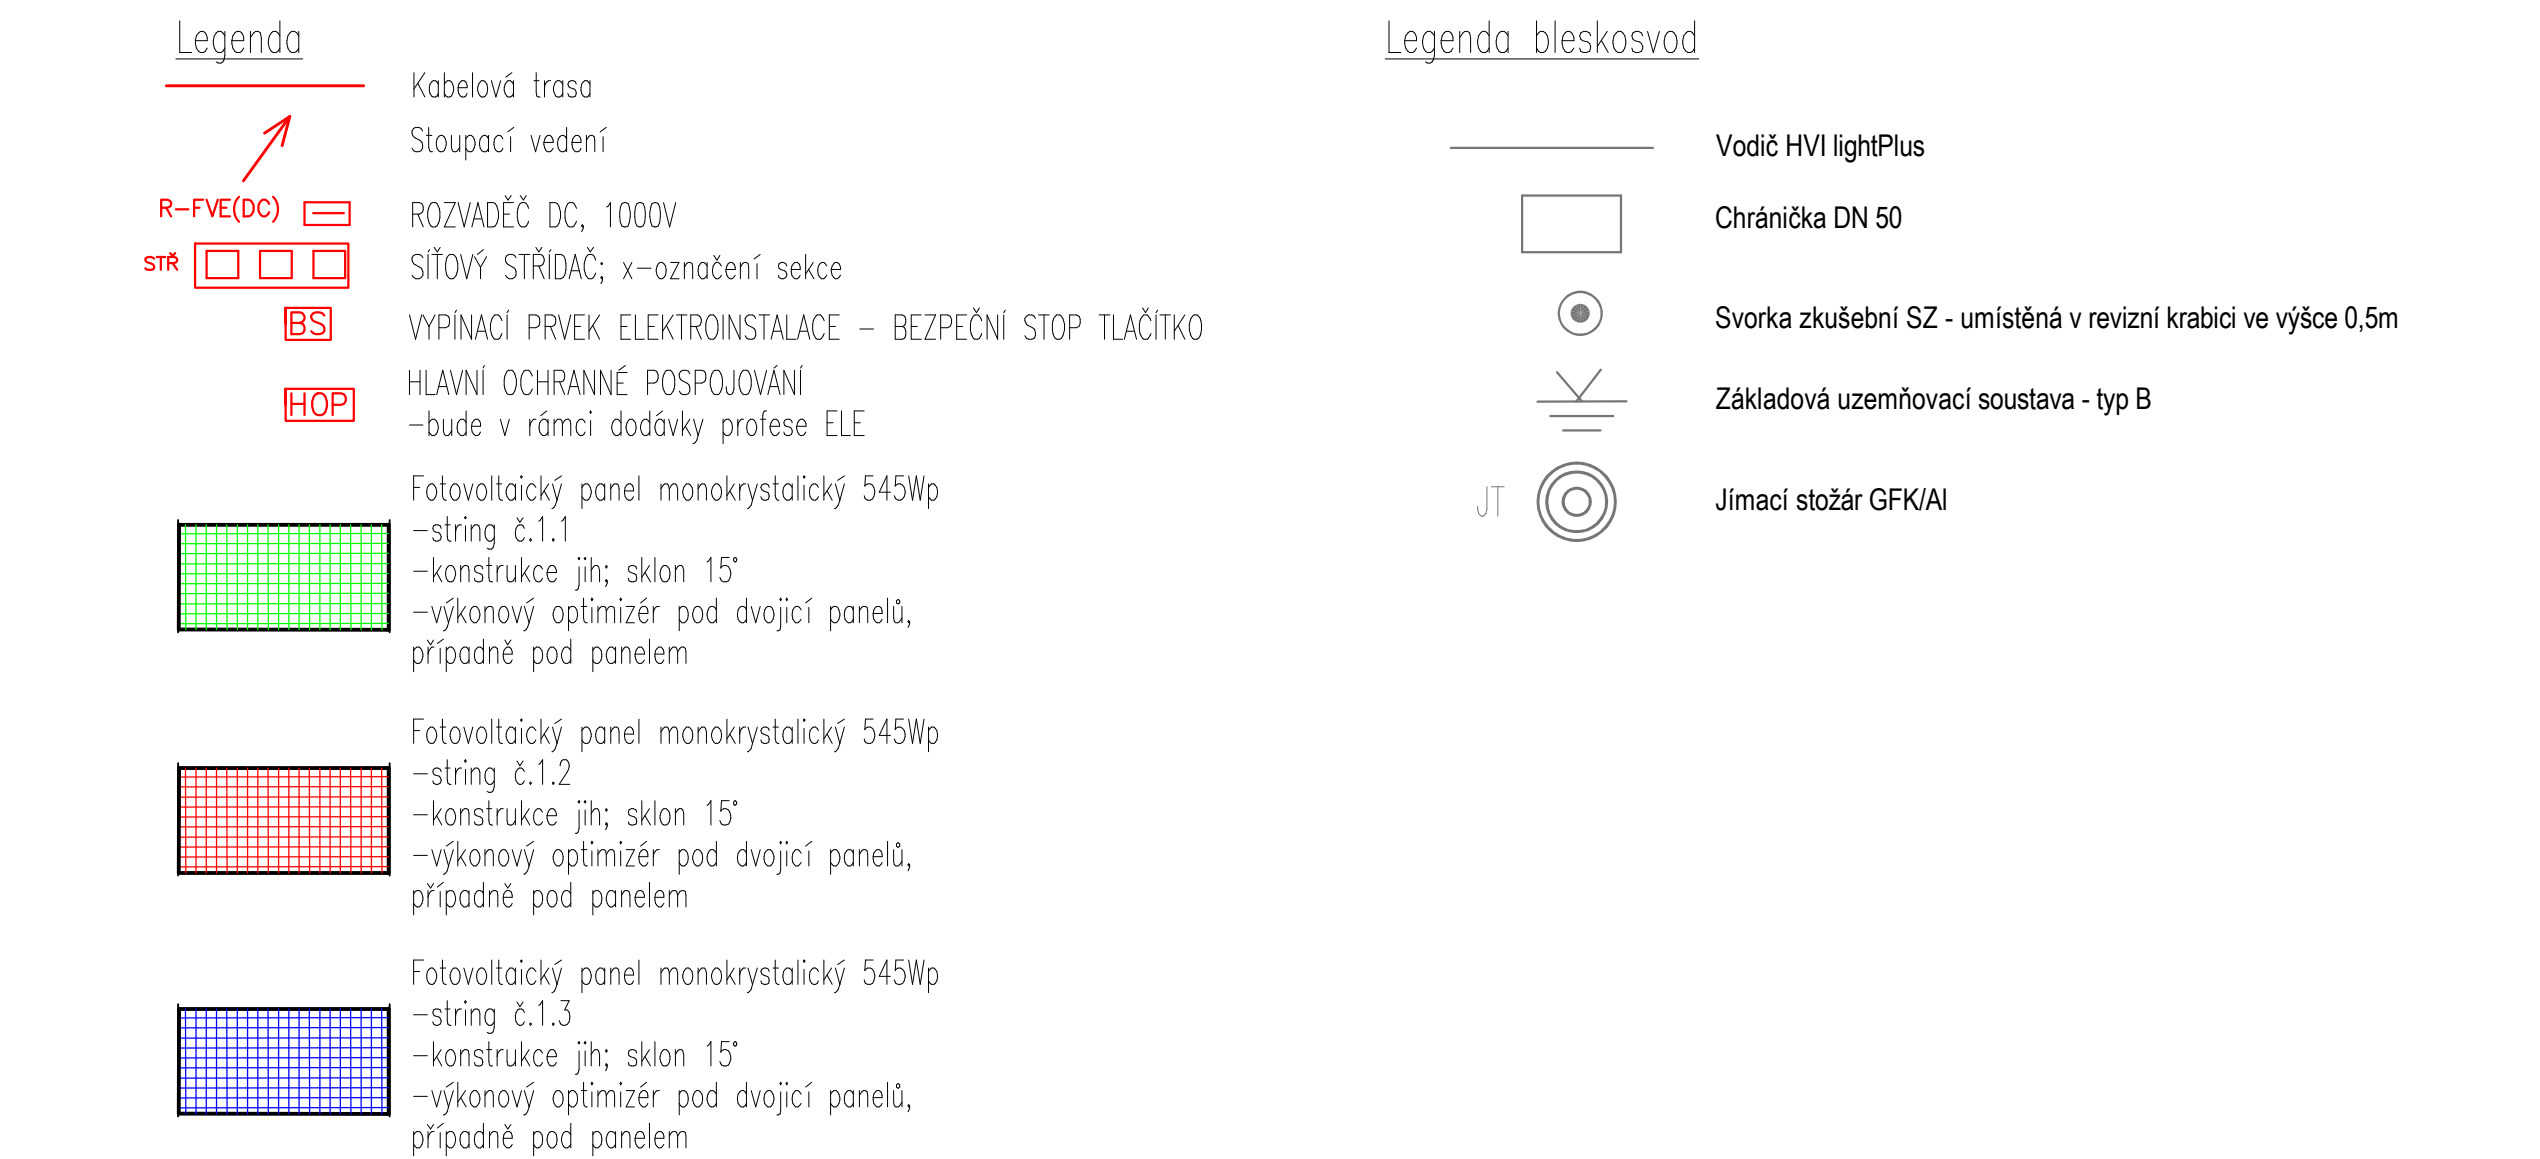 Legenda
Kabelová trasa
Stoupací vedení
R-FVE(DC) ROZVADĚČ DC, 1000V
STŘ SÍŤOVÝ STŘÍDAČ; x-označení sekce
BS VYPÍNACÍ PRVEK ELEKTROINSTALACE - BEZPEČNÍ STOP TLAČÍTKO
HLAVNÍ OCHRANNÉ POSPOJOVÁNÍ
HOP
-bude v rámci dodávky profese ELE
Fotovoltaický panel monokrystalický 545Wp
-string č.1.1
-konstrukce jih; sklon 15°
-výkonový optimizér pod dvojicí panelů,
případně pod panelem
Fotovoltaický panel monokrystalický 545Wp
-string č.1.2
-konstrukce jih; sklon 15°
-výkonový optimizér pod dvojicí panelů,
případně pod panelem
Fotovoltaický panel monokrystalický 545Wp
-string č.1.3
-konstrukce jih; sklon 15°
-výkonový optimizér pod dvojicí panelů,
případně pod panelem
Legenda bleskosvod
Vodič HVI lightPlus
Chránička DN 50
Svorka zkušební SZ - umístěná v revizní krabici ve výšce 0,5m
Základová uzemňovací soustava - typ B
JT Jímací stožár GFK/Al